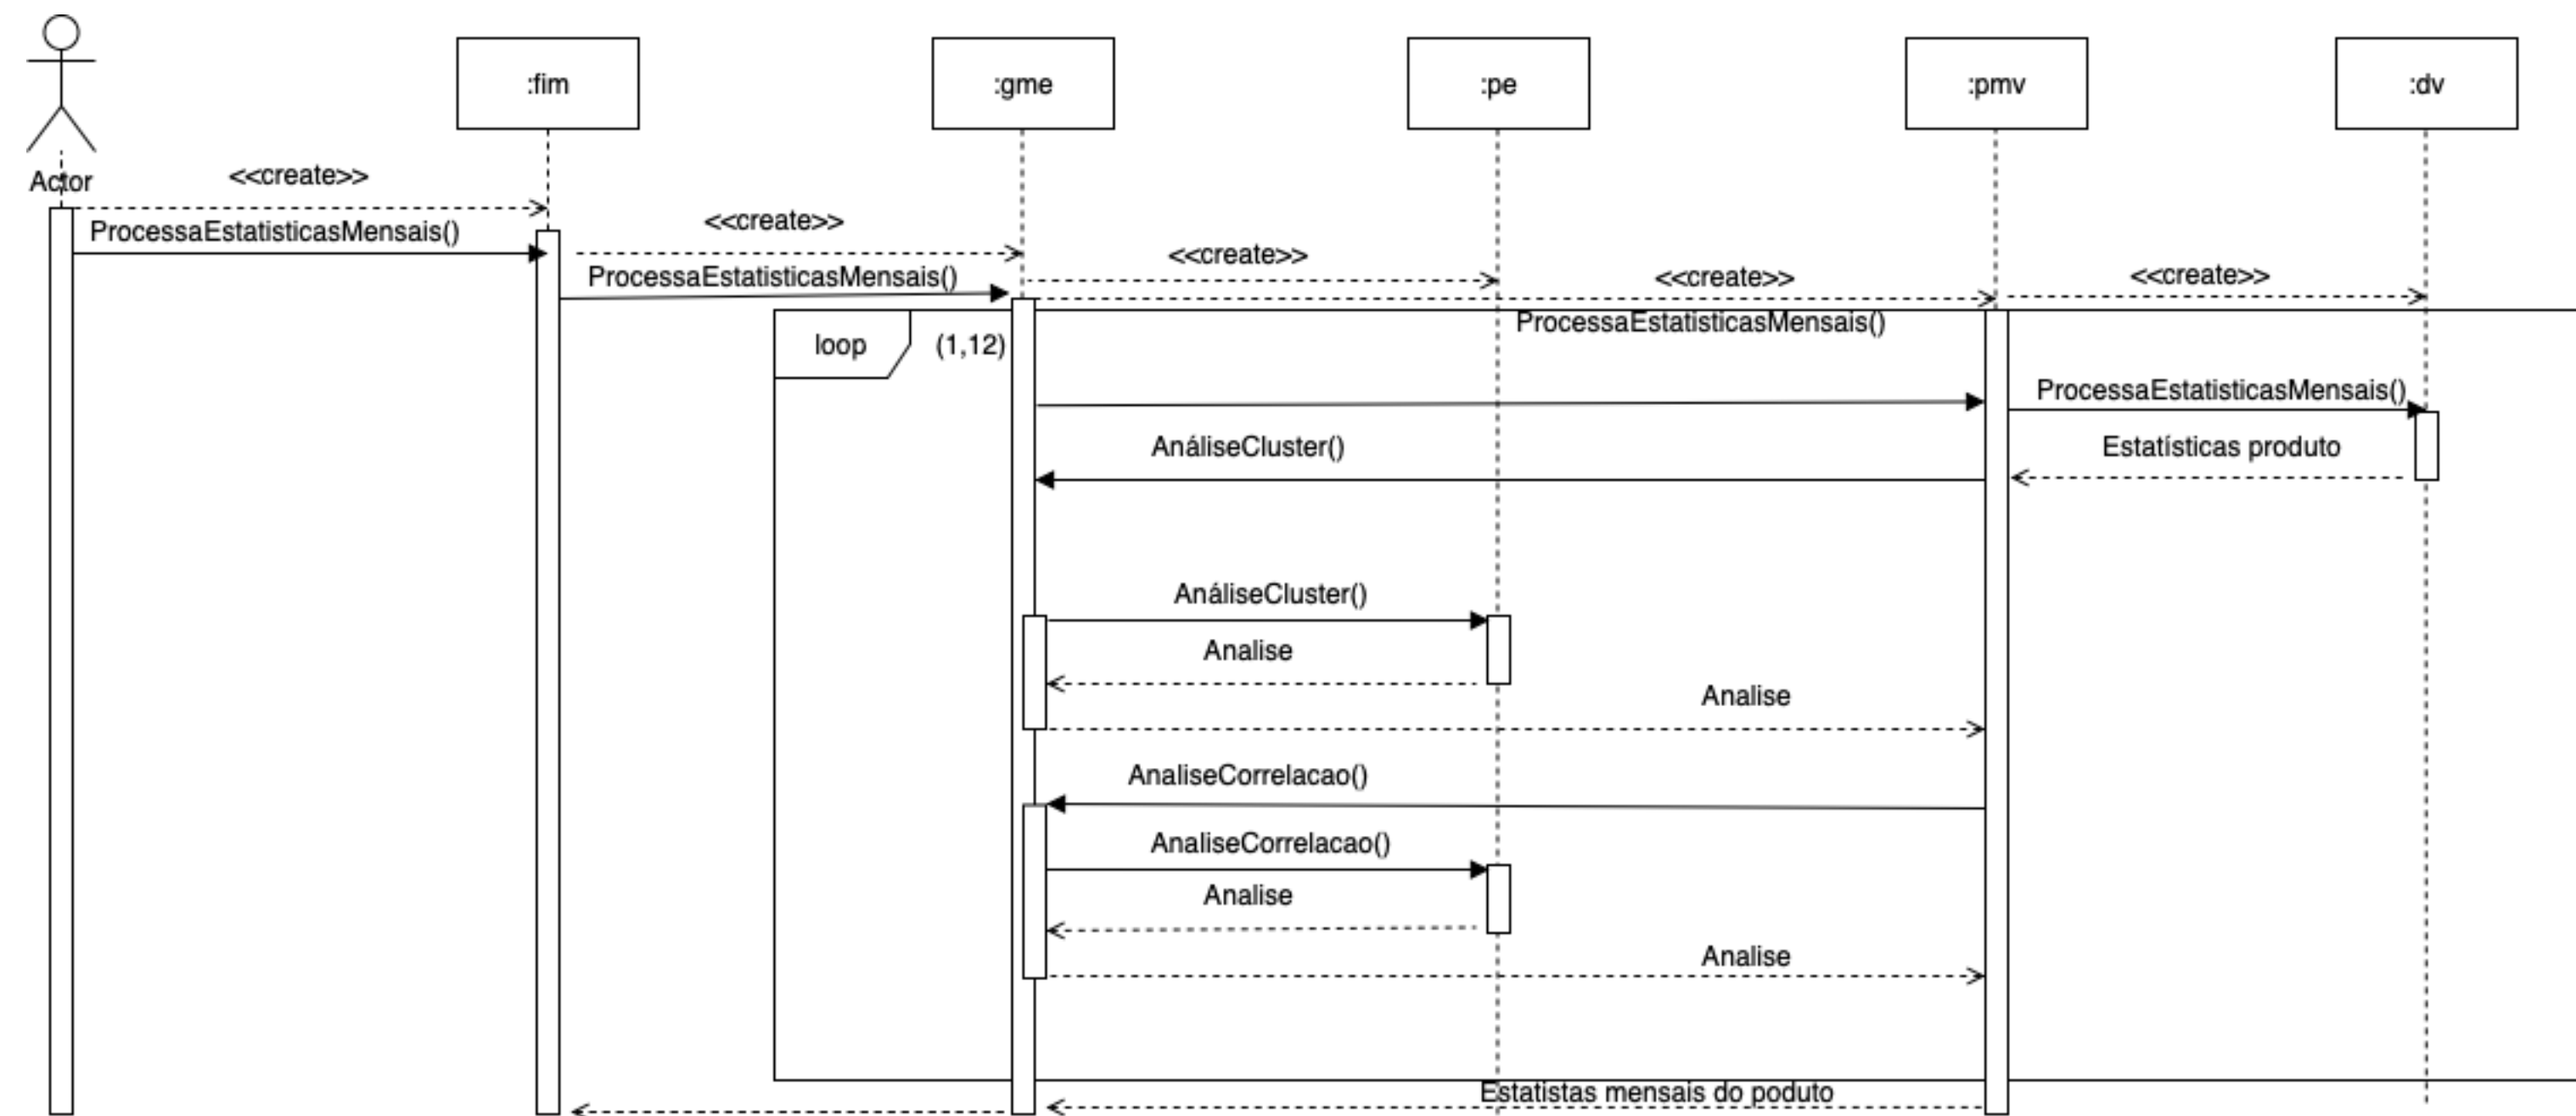 :fim
:gme
:pe
:pmv
:dv
Actor
<<create>>
ProcessaEstatisticasMensais()
<<create>>
<<create>>
ProcessaEstatisticasMensais()
<<create>>
<<create>>
ProcessaEstatisticasMensais()
loop
(1,12)
ProcessaEstatisticasMensais()
AnáliseCluster()
Estatísticas produto
AnáliseCluster()
Analise
Analise
AnaliseCorrelacao()
AnaliseCorrelacao()
Analise
Analise
Estatistas mensais do poduto